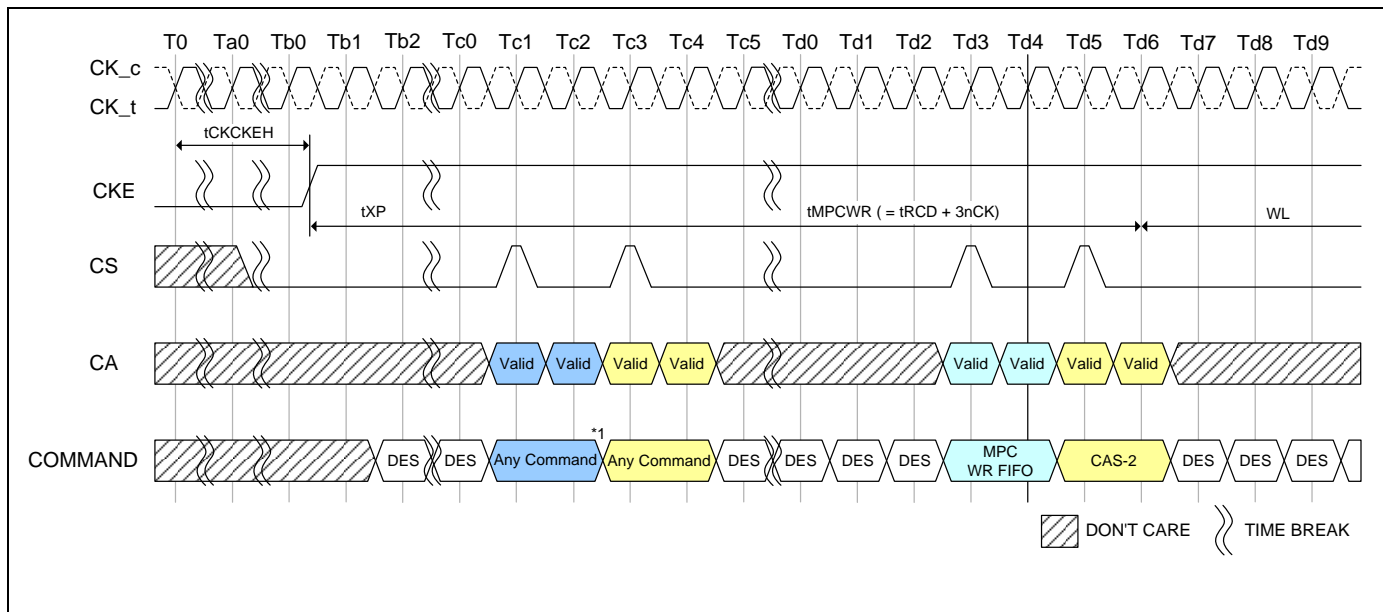 T0 Ta0 Tb0 Tb1 Tb2 Tc0 Tc1 Tc2 Tc3 Tc4 Tc5 Td0 Td1 Td2 Td3 Td4 Td5 Td6 Td7 Td8 Td9
CK_c
CK_t
tCKCKEH
CKE
tXP tMPCWR ( = tRCD + 3nCK) WL
CS
CA Valid Valid Valid Valid Valid Valid Valid Valid
*1
COMMAND DES DES Any Command Any Command DES DES DES DES MPC WR FIFO CAS-2 DES DES DES
DON'T CARE TIME BREAK